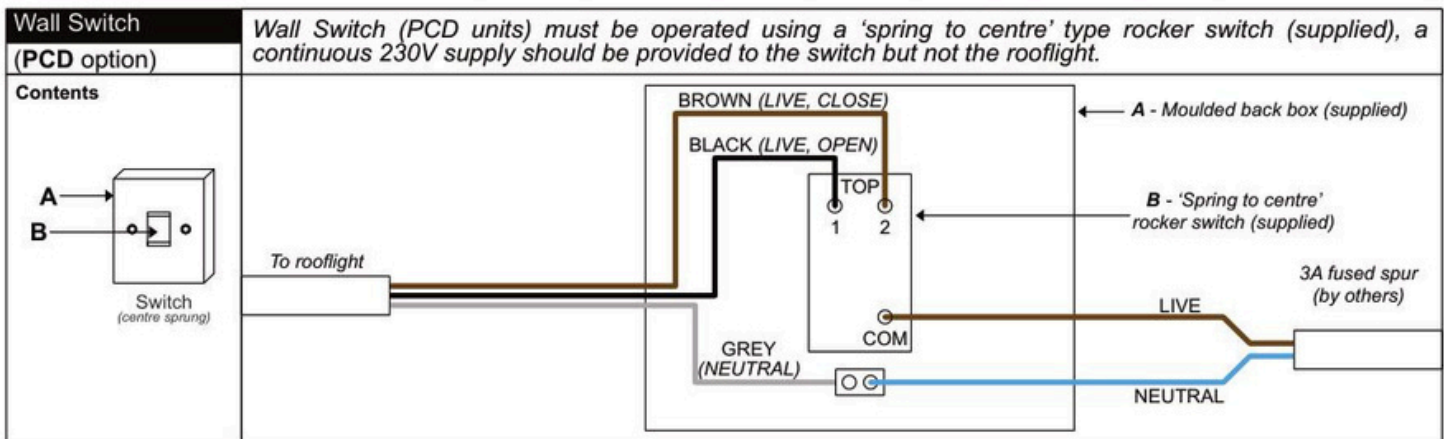 Wall Switch
(PCD option)
Wall Switch (PCD units) must be operated using a ‘spring to centre’ type rocker switch (supplied), a
continuous 230V supply should be provided to the switch but not the rooflight.
Contents
A
B
Switch
(centre sprung)
To rooflight
BROWN (LIVE, CLOSE)
BLACK (LIVE, OPEN)
TOP
1 2
COM
GREY
(NEUTRAL)
A - Moulded back box (supplied)
B - ‘Spring to centre’
rocker switch (supplied)
3A fused spur
(by others)
LIVE
NEUTRAL